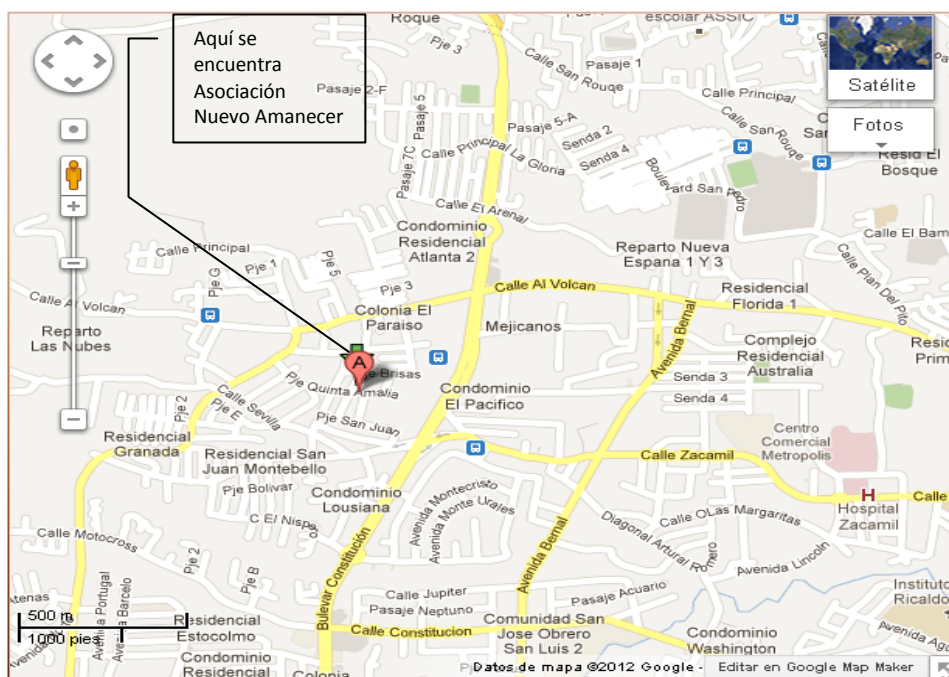 Aquí se
encuentra
Asociación
Nuevo Amanecer
Roque
Pje 3
escolar ASSIC
Satélite
Fotos
Pasaje 1
Calle San Rouqe
Calle Principal
Pasaje 2-F
Pasaje 5
Pasaje 5-A
Senda 2
Senda 4
Calle San Rouqe
Pasaje 7C
Calle Principal La Gloria
Resid El
Bosque
Boulevard San pedro
Calle El Arenal
Condominio
Residencial
Atlanta 2
Reparto Nueva
Espana 1 Y 3
Calle El Bam
Calle Plan Del Pito
Calle Principal
Pje 1
Pje G
Pje 5
Pje 3
Calle Al Volcan
Calle Al Volcan
Residencial
Florida 1
Reparto
Las Nubes
Colonia El
Paraiso
Mejicanos
Avenida Bernal
Complejo
Residencial
Australia
Resid
Prim
A
Brisas
Pje Quinta Amalia
Condominio
El Pacifico
Senda 3
Senda 4
Pje 2
Pje E
Calle Sevilla
Pje San Juan
Centro
Comercial
Metropolis
Residencial
Granada
Residencial San
Juan Montebello
Calle Zacamil
Calle
Pje Bolivar
Condominio
Lousiana
Avenida Montecristo
Avenida Monte Urales
H
Hospital
Zacamil
C El Nispo
Calle OLas Margaritas
Calle Motocross
Pje 2
Pje B
Bulevar Constitución
Avenida Bernal
Diagonal Artural Romero
Avenida Lincoln
Avenida Portugal
Avenida Barcelo
Atenas
Calle Jupiter
Pasaje Acuario
Pasaje Neptuno
Instituto
Ricaldo
500 m
1000 pies
Residencial
Estocolmo
Calle Constitucion
Comunidad San
Jose Obrero
San Luis 2
Condominio
Washington
Condominio
Residencial
Colonia
Datos de mapa ©2012 Google - Editar en Google Map Maker